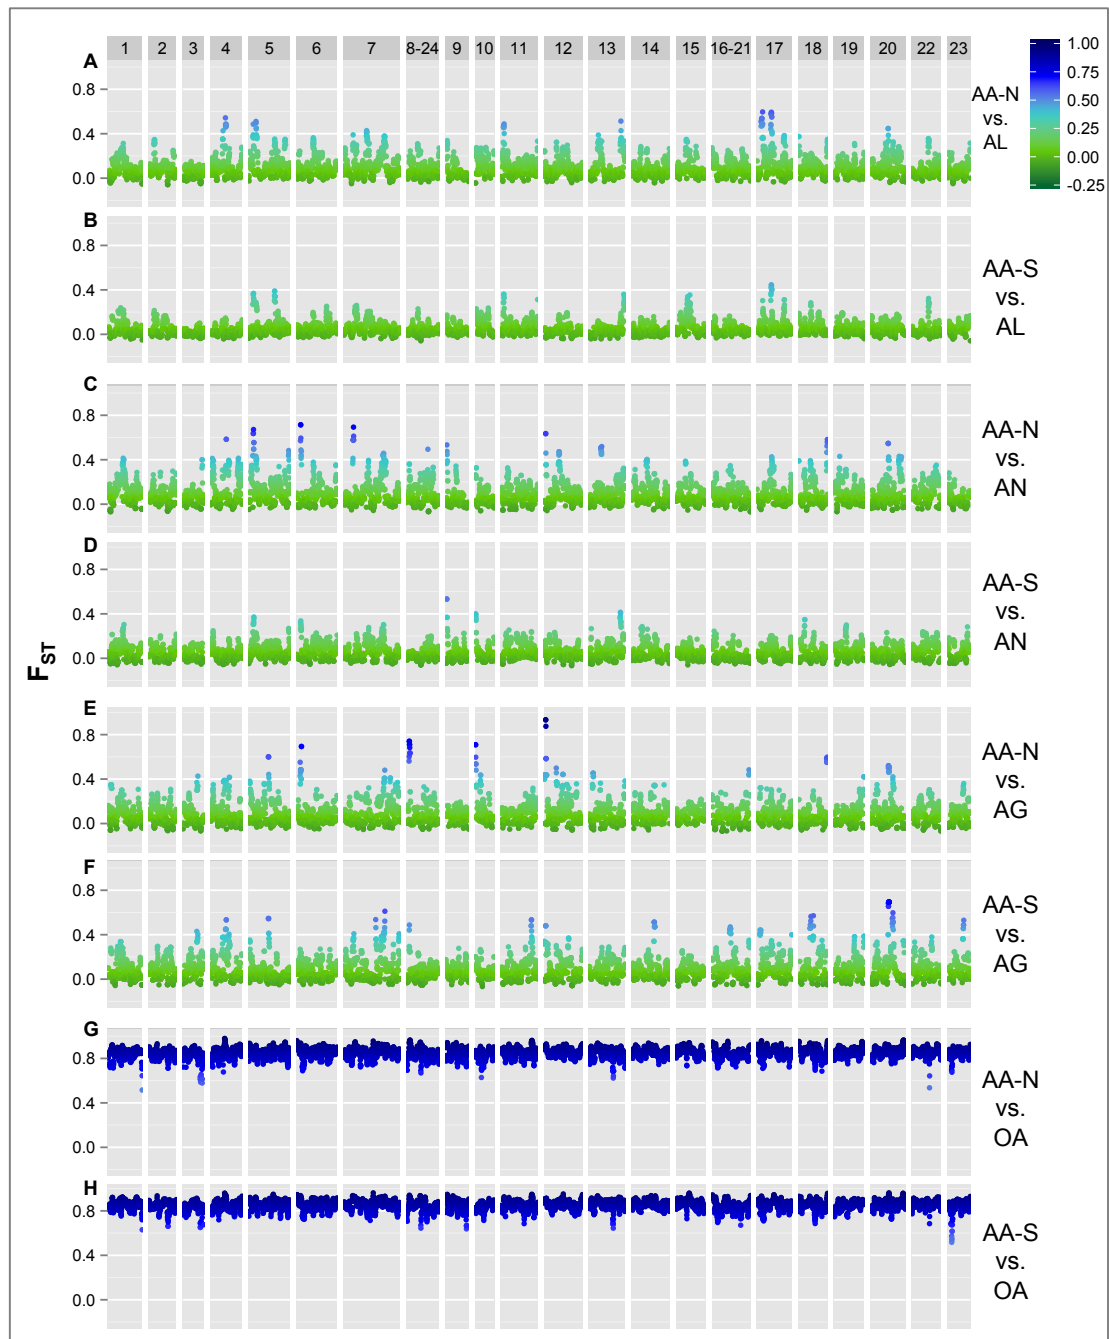 1 2 3 4 5 6 7 8-24 9 10 11 12 13 14 15 16-21 17 18 19 20 22 23
A
0.8
0.4
0.0
AA-N
vs.
AL
1.00
0.75
0.50
0.25
0.00
-0.25
B
0.8
0.4
0.0
AA-S
vs.
AL
C
0.8
0.4
0.0
AA-N
vs.
AN
D
0.8
0.4
0.0
AA-S
vs.
AN
FST
E
0.8
0.4
0.0
AA-N
vs.
AG
F
0.8
0.4
0.0
AA-S
vs.
AG
G
0.8
0.4
0.0
AA-N
vs.
OA
H
0.8
0.4
0.0
AA-S
vs.
OA